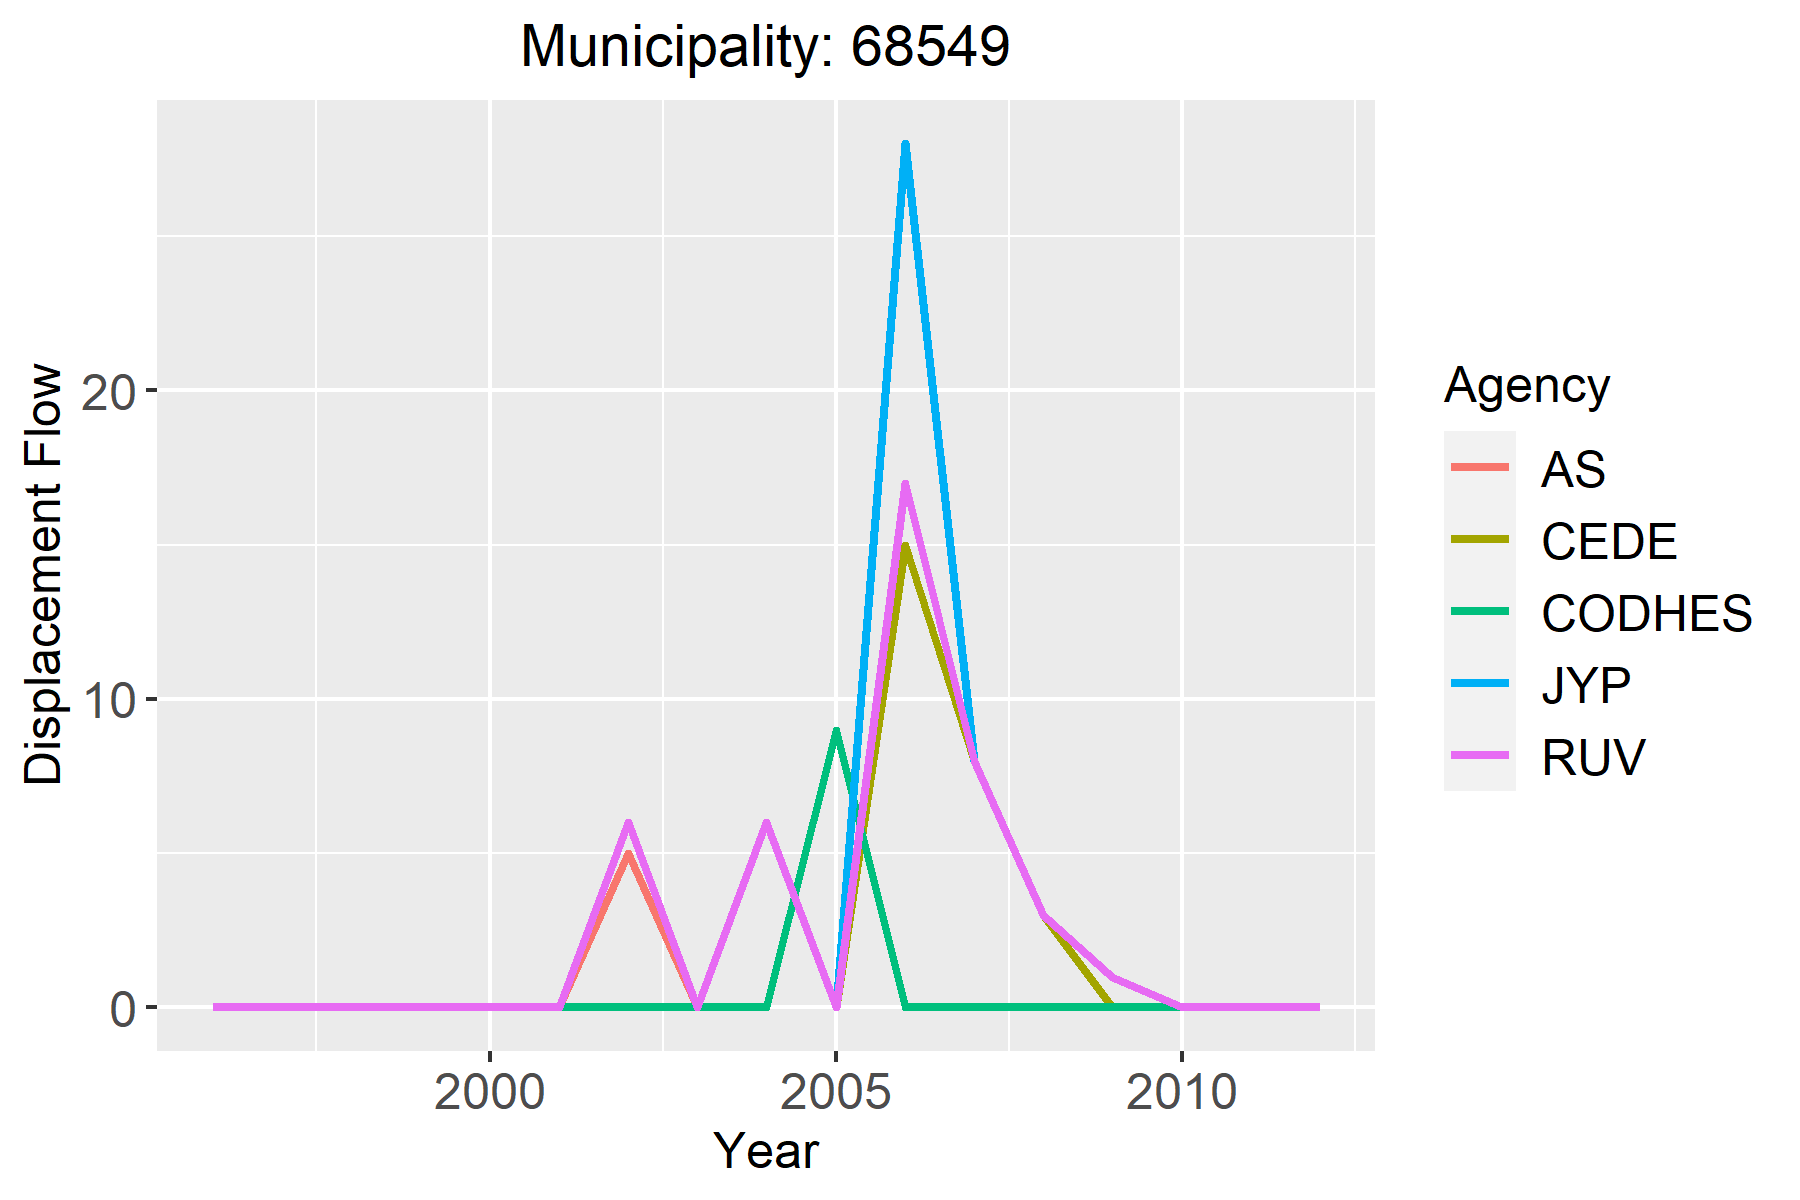 Municipality: 68549
Displacement Flow
20
10
0
2000
2005
2010
Year
Agency
AS
CEDE
CODHES
JYP
RUV